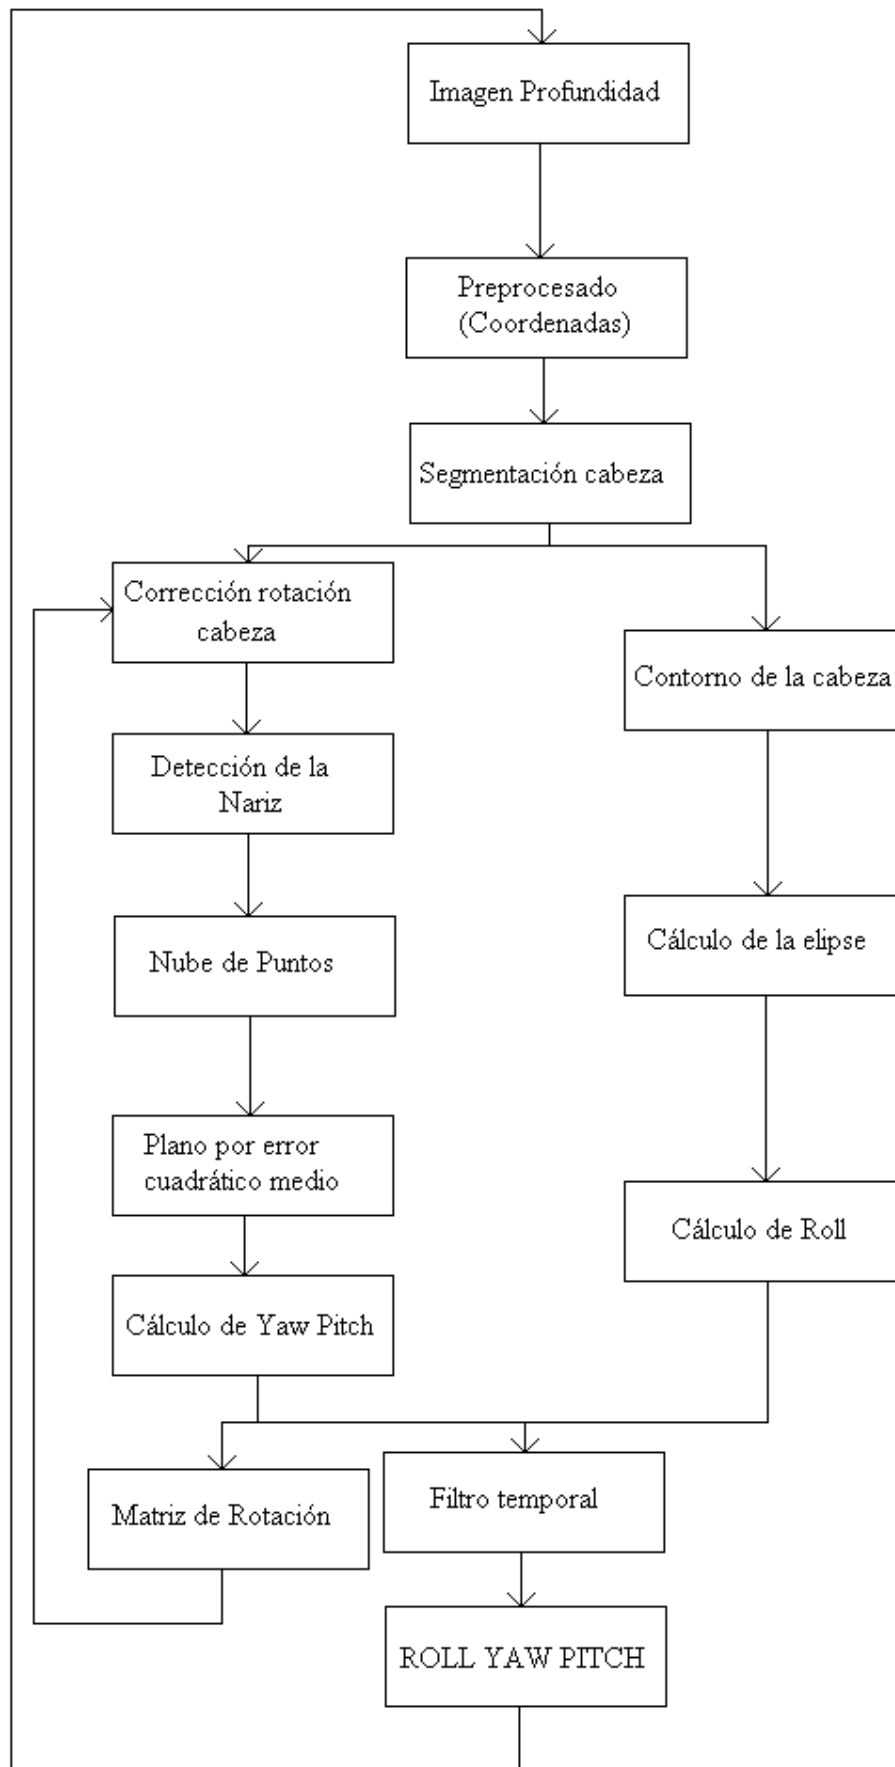 Imagen Profundidad
Preprocesado
(Coordenadas)
Segmentación cabeza
Corrección rotación
cabeza
Contorno de la cabeza
Detección de la
Nariz
Cálculo de la elipse
Nube de Puntos
Plano por error
cuadrático medio
Cálculo de Roll
Cálculo de Yaw Pitch
Matriz de Rotación
Filtro temporal
ROLL YAW PITCH